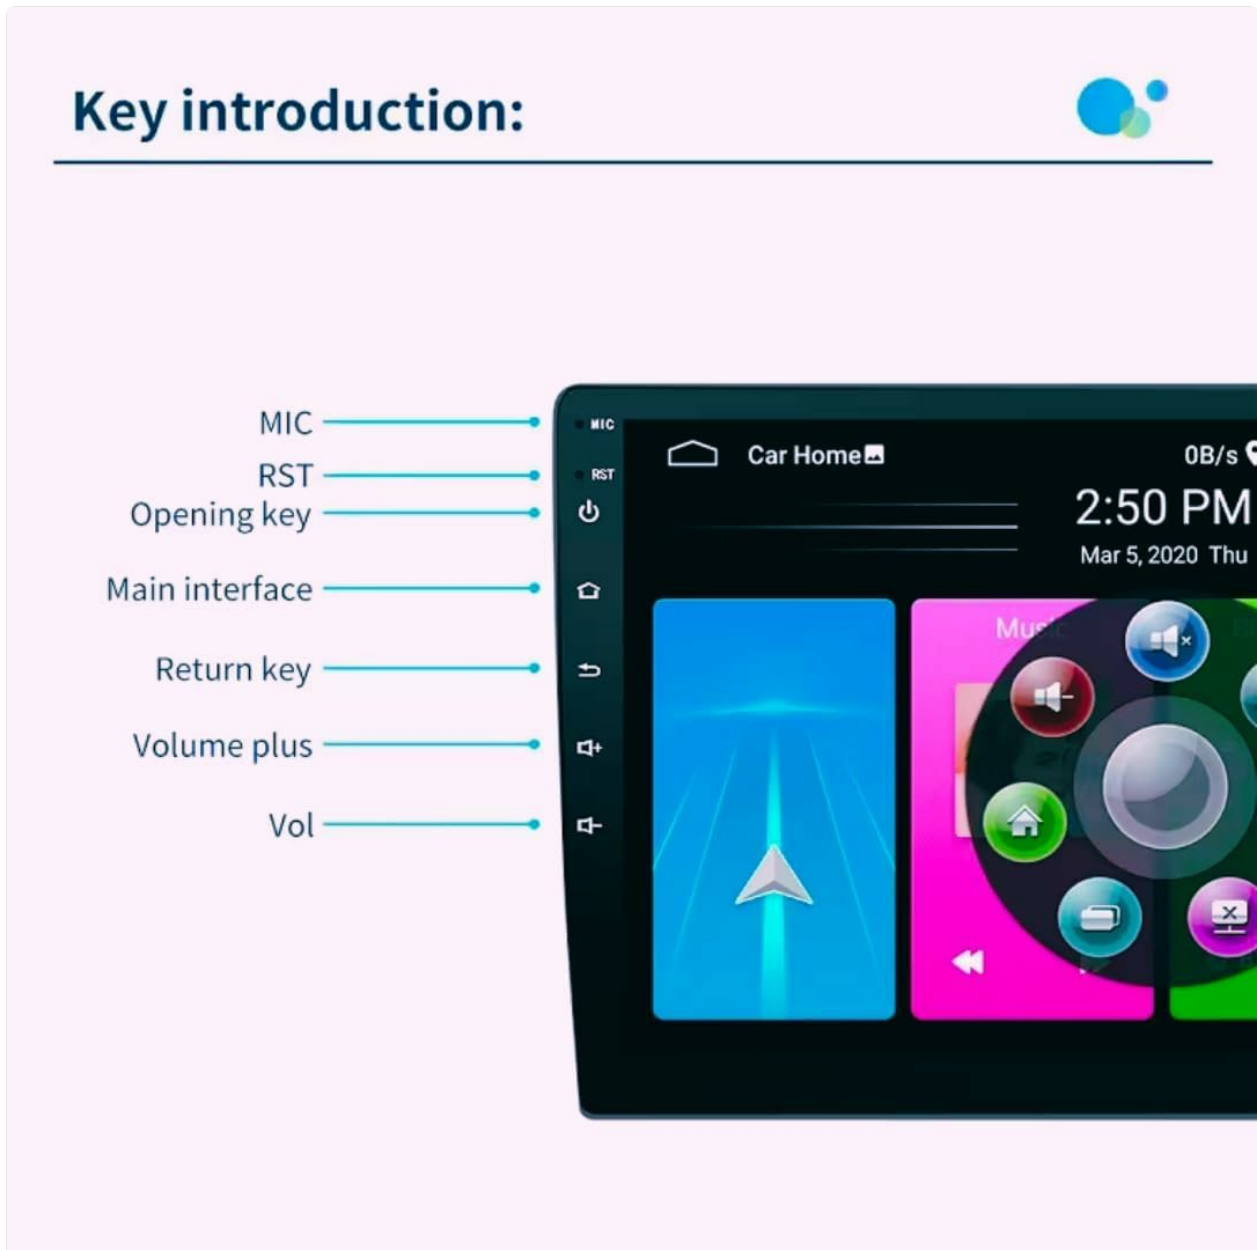 Key introduction:
MIC
RST
Opening key
Main interface
Return key
Volume plus
Vol
MIC
RST
Car Home
0B/s
2:50 PM
Mar 5, 2020 Thu
Music